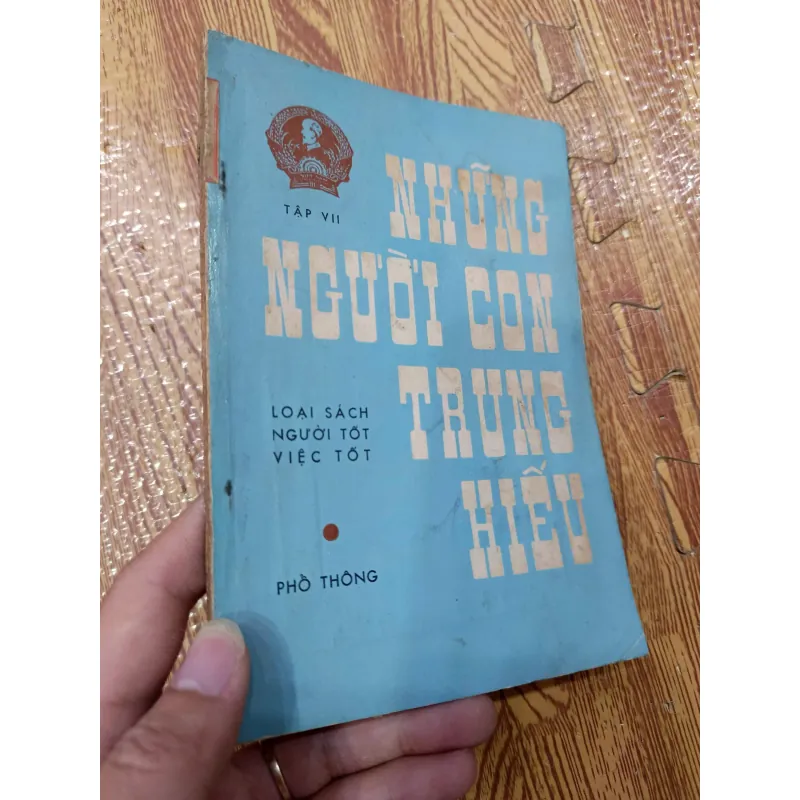 TẬP VII
NHỮNG
NGƯỜI CON
TRUNG
HIẾU
LOẠI SÁCH
NGƯỜI TỐT
VIỆC TỐT
PHỔ THÔNG